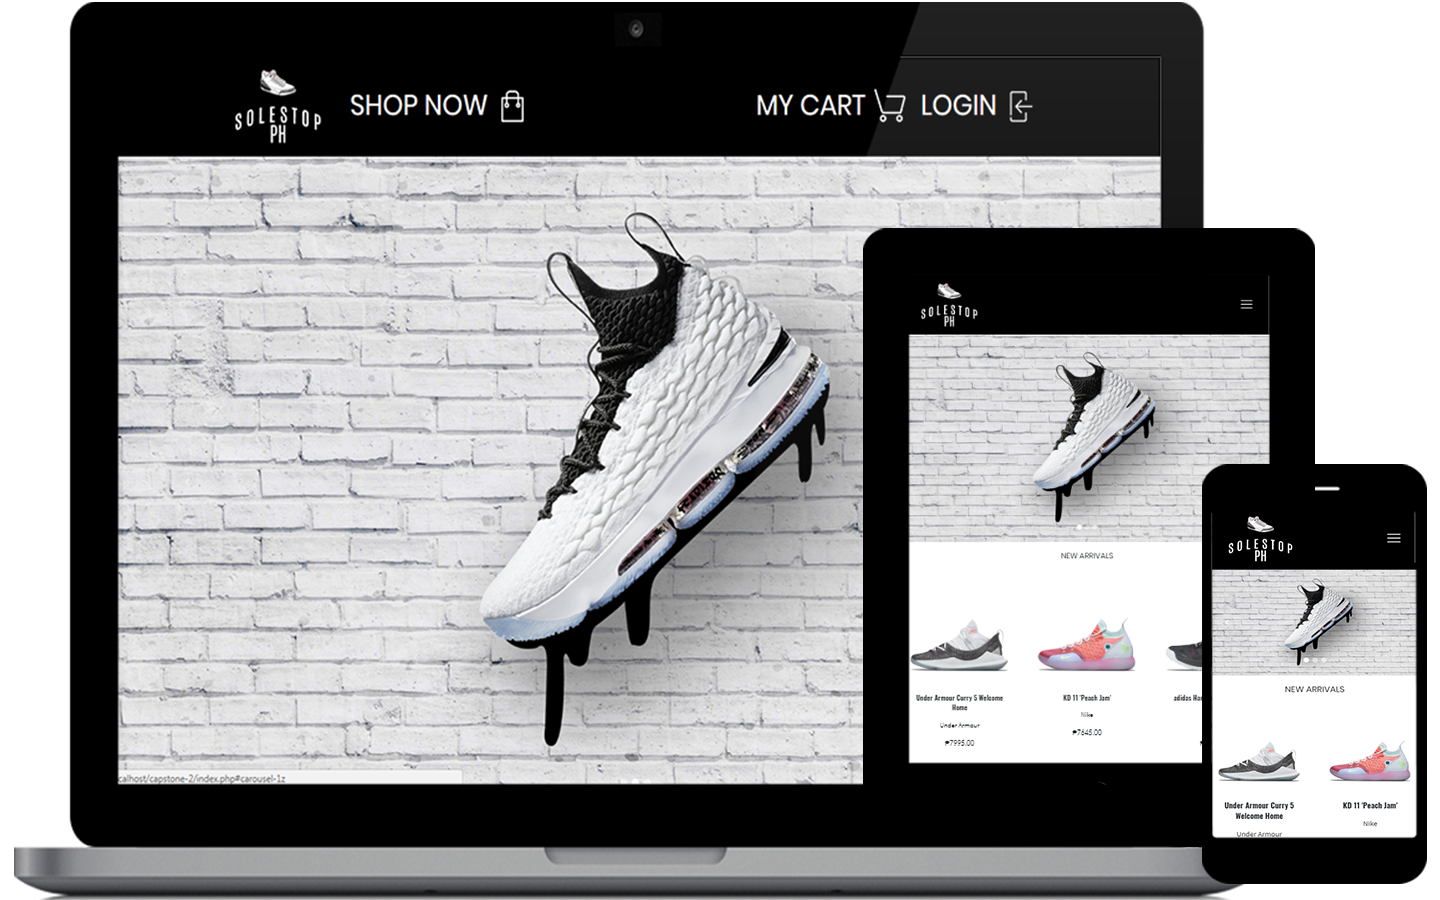 SOLESTOP
PH
SHOP NOW
MY CART
LOGIN
calhost/capstone-2/index.php#carousel-1z
SOLESTOP
PH
NEW ARRIVALS
Under Armour Curry 5 Welcome
Home
Under Armour
₱7995.00
KD 11 'Peach Jam'
Nike
₱7645.00
adidas Har
SOLESTOP
PH
NEW ARRIVALS
Under Armour Curry 5
Welcome Home
Under Armour
KD 11 'Peach Jam'
Nike